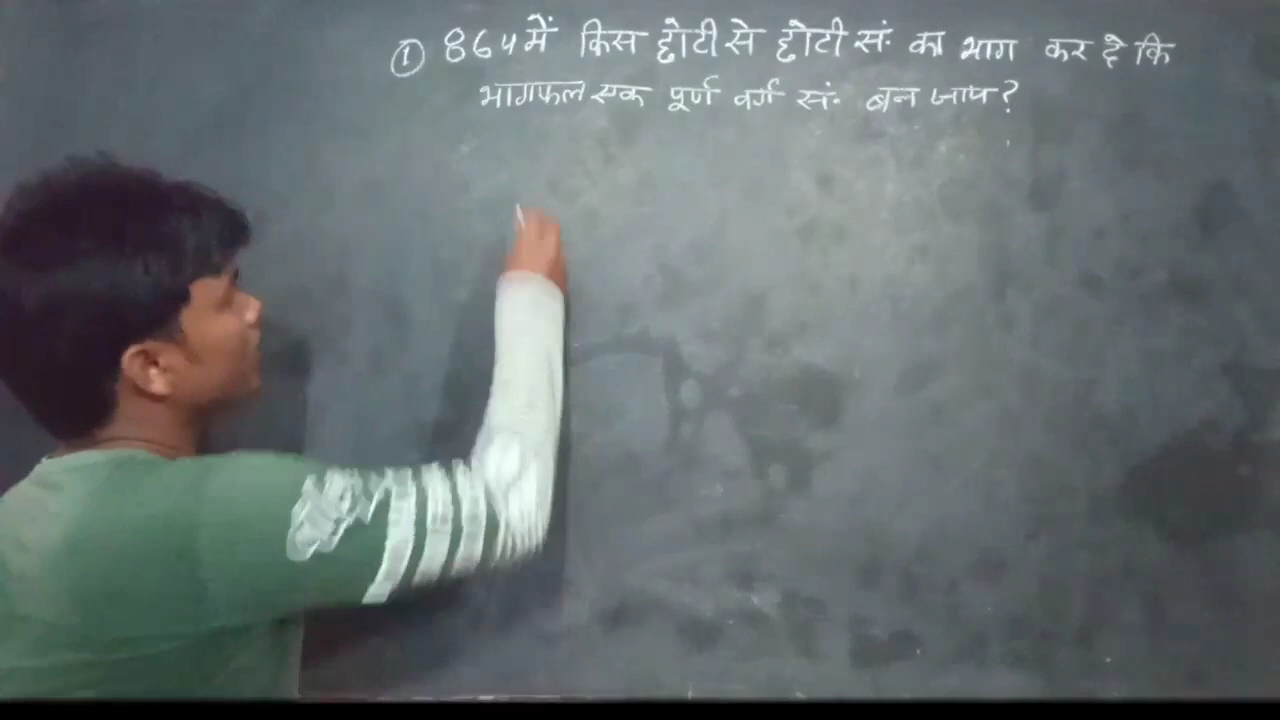 ① 864 में किस छोटी से छोटी सं. का भाग कर दे कि
भागफल एक पूर्ण वर्ग सं. बन जाए?